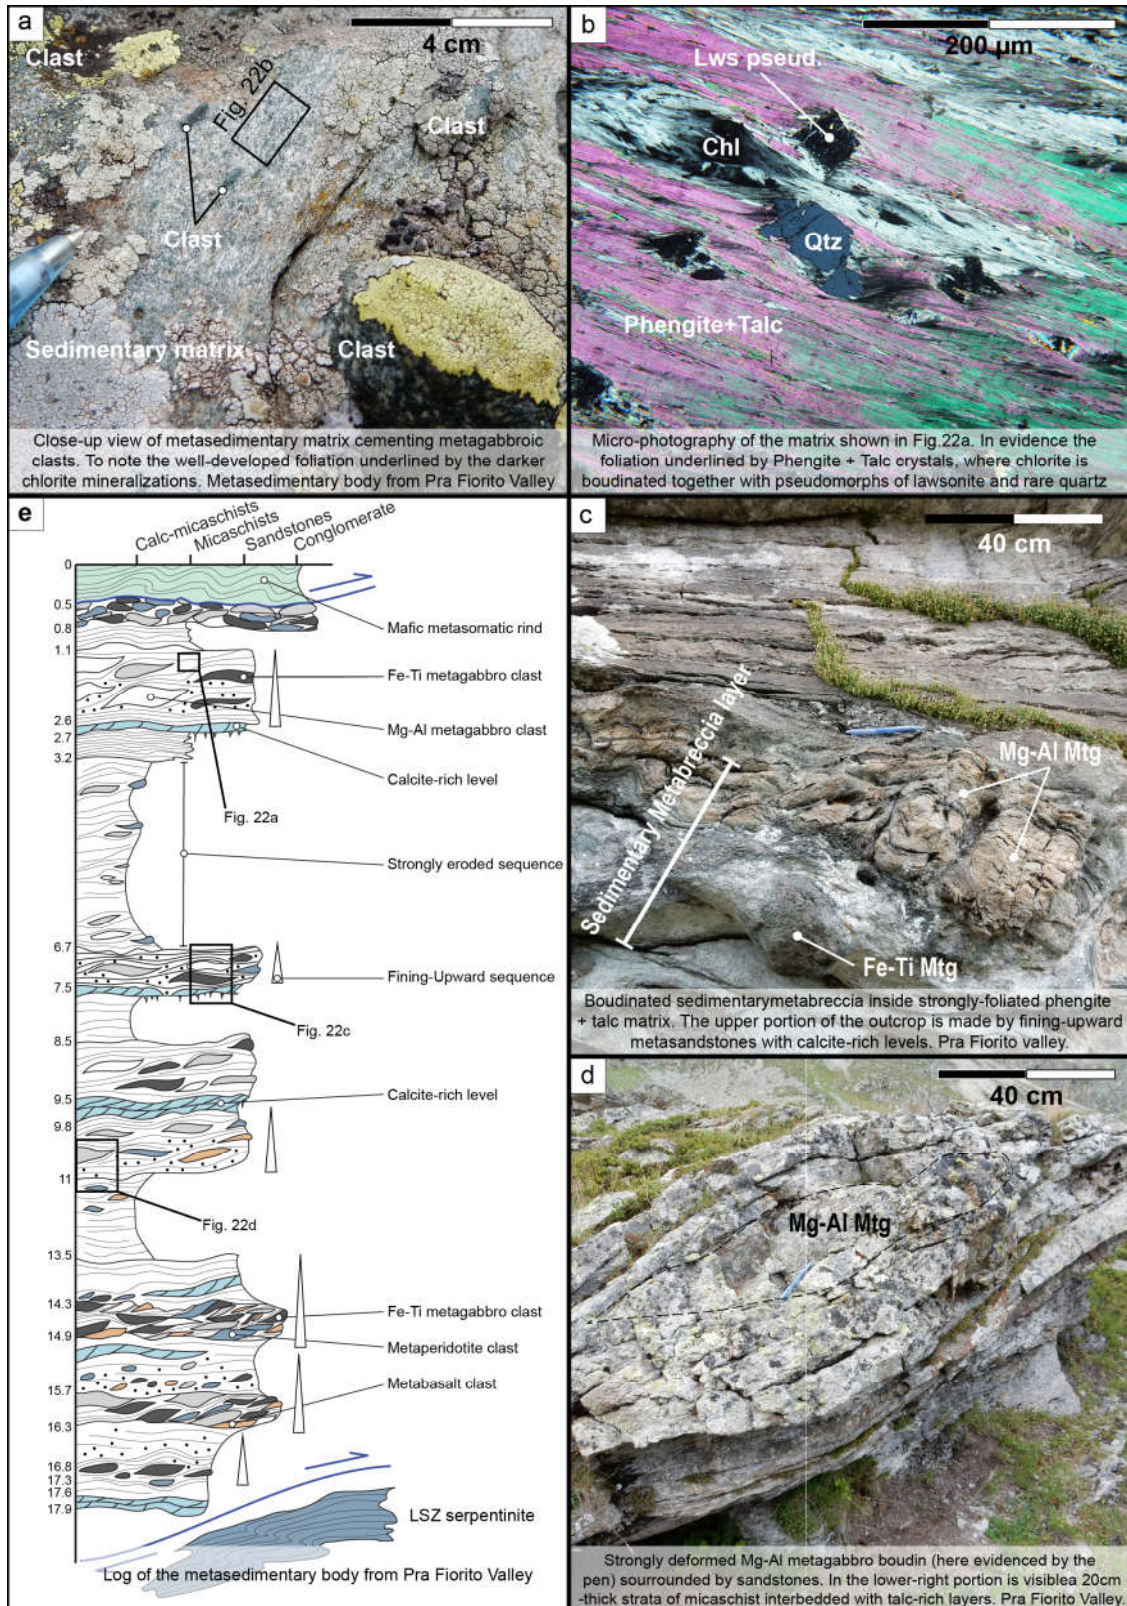 a
4 cm
Clast
Fig. 22b
Clast
Clast
Sedimentary matrix
Clast
Close-up view of metasedimentary matrix cementing metagabbroic
clasts. To note the well-developed foliation underlined by the darker
chlorite mineralizations. Metasedimentary body from Pra Fiorito Valley
b
200 µm
Lws pseud.
Chl
Qtz
Phengite+Talc
Micro-photography of the matrix shown in Fig.22a. In evidence the
foliation underlined by Phengite + Talc crystals, where chlorite is
boudinated together with pseudomorphs of lawsonite and rare quartz
e
Calc-micaschists
Micaschists
Sandstones
Conglomerate
0
0.5
0.8
1.1
2.6
2.7
3.2
6.7
7.5
8.5
9.5
9.8
11
13.5
14.3
14.9
15.7
16.3
16.8
17.3
17.6
17.9
Mafic metasomatic rind
Fe-Ti metagabbro clast
Mg-Al metagabbro clast
Calcite-rich level
Fig. 22a
Strongly eroded sequence
Fining-Upward sequence
Fig. 22c
Calcite-rich level
Fig. 22d
Fe-Ti metagabbro clast
Metaperidotite clast
Metabasalt clast
LSZ serpentinite
Log of the metasedimentary body from Pra Fiorito Valley
c
40 cm
Sedimentary Metabreccia layer
Mg-Al Mtg
Fe-Ti Mtg
Boudinated sedimentarymetabreccia inside strongly-foliated phengite
+ talc matrix. The upper portion of the outcrop is made by fining-upward
metasandstones with calcite-rich levels. Pra Fiorito valley.
d
40 cm
Mg-Al Mtg
Strongly deformed Mg-Al metagabbro boudin (here evidenced by the
pen) sourrounded by sandstones. In the lower-right portion is visiblea 20cm
-thick strata of micaschist interbedded with talc-rich layers. Pra Fiorito Valley.